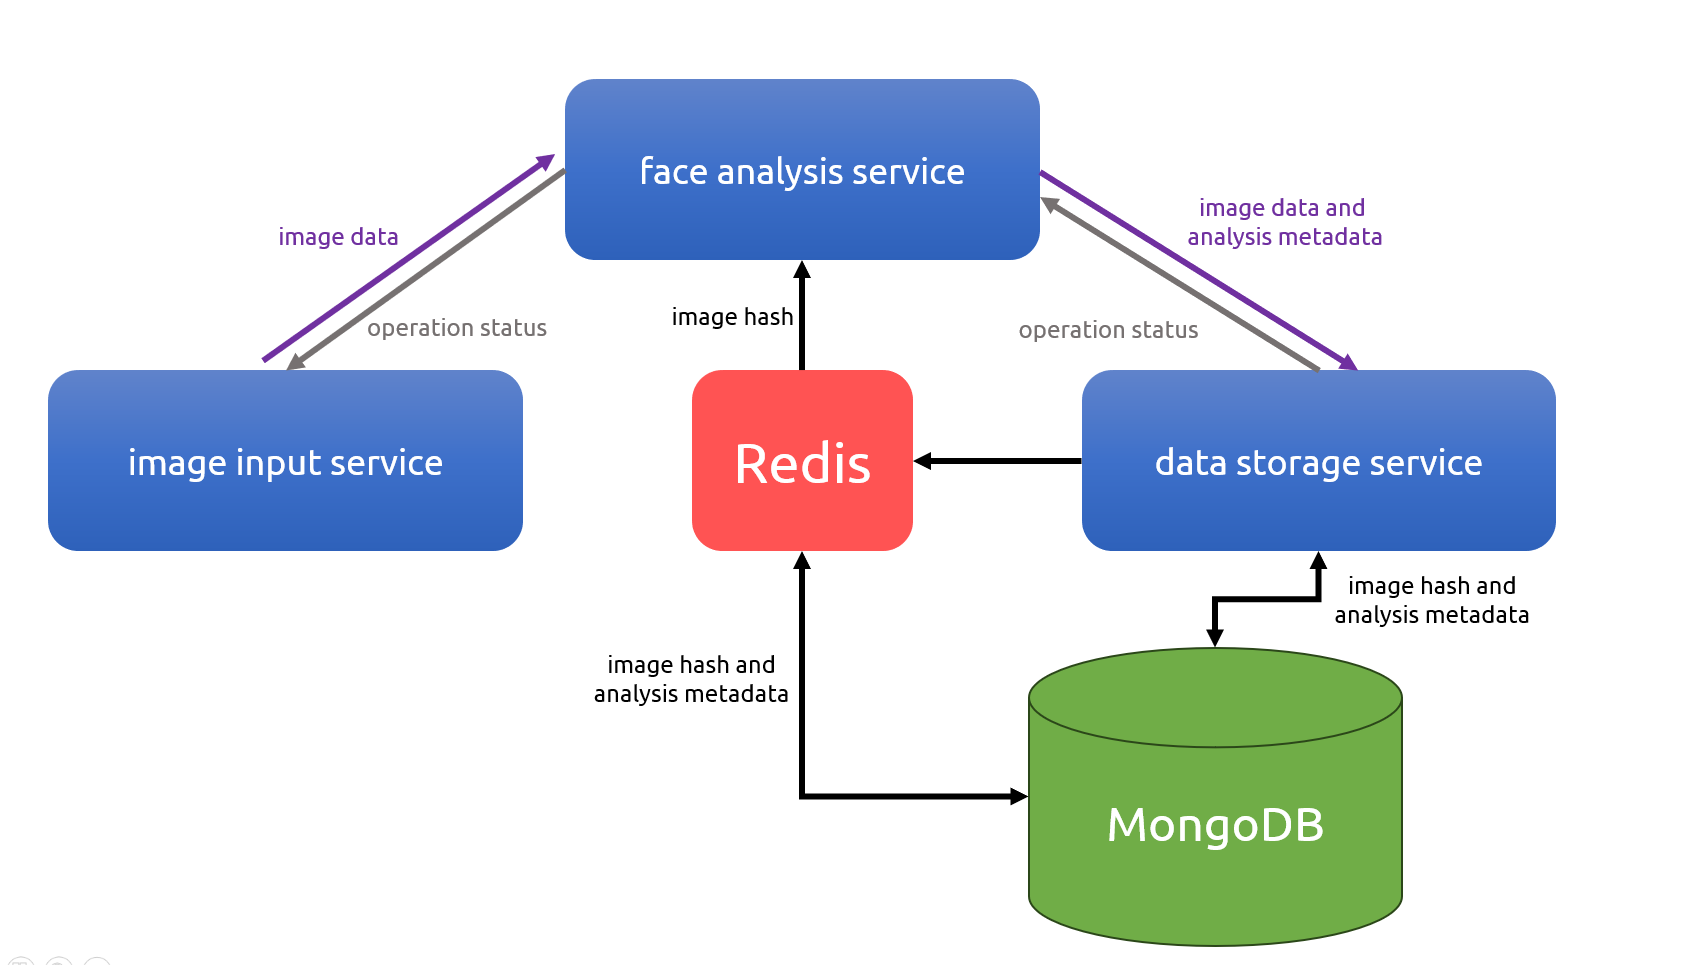 face analysis service
image data and
analysis metadata
image data
image hash
operation status
operation status
image input service
Redis
data storage service
image hash and
analysis metadata
image hash and
analysis metadata
MongoDB